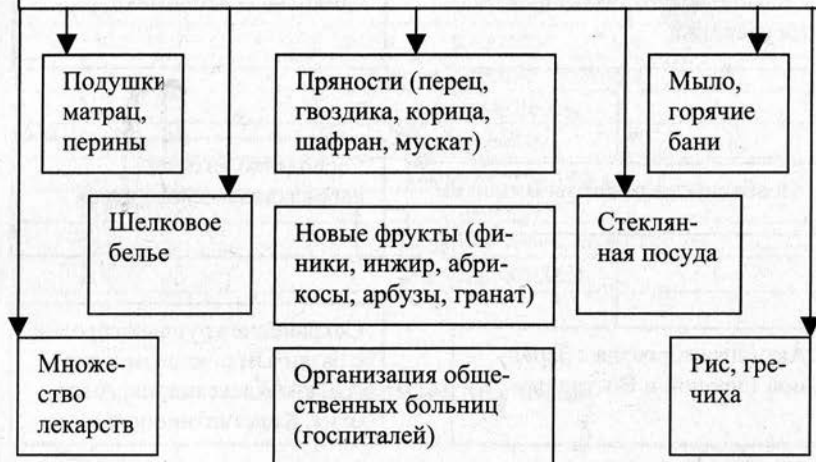 Подушки
матрац,
перины
Пряности (перец,
гвоздика, корица,
шафран, мускат)
Мыло,
горячие
бани
Шелковое
белье
Новые фрукты (фи-
ники, инжир, абри-
косы, арбузы, гранат)
Стеклян-
ная посуда
Множе-
ство
лекарств
Организация обще-
ственных больниц
(госпиталей)
Рис, гре-
чиха